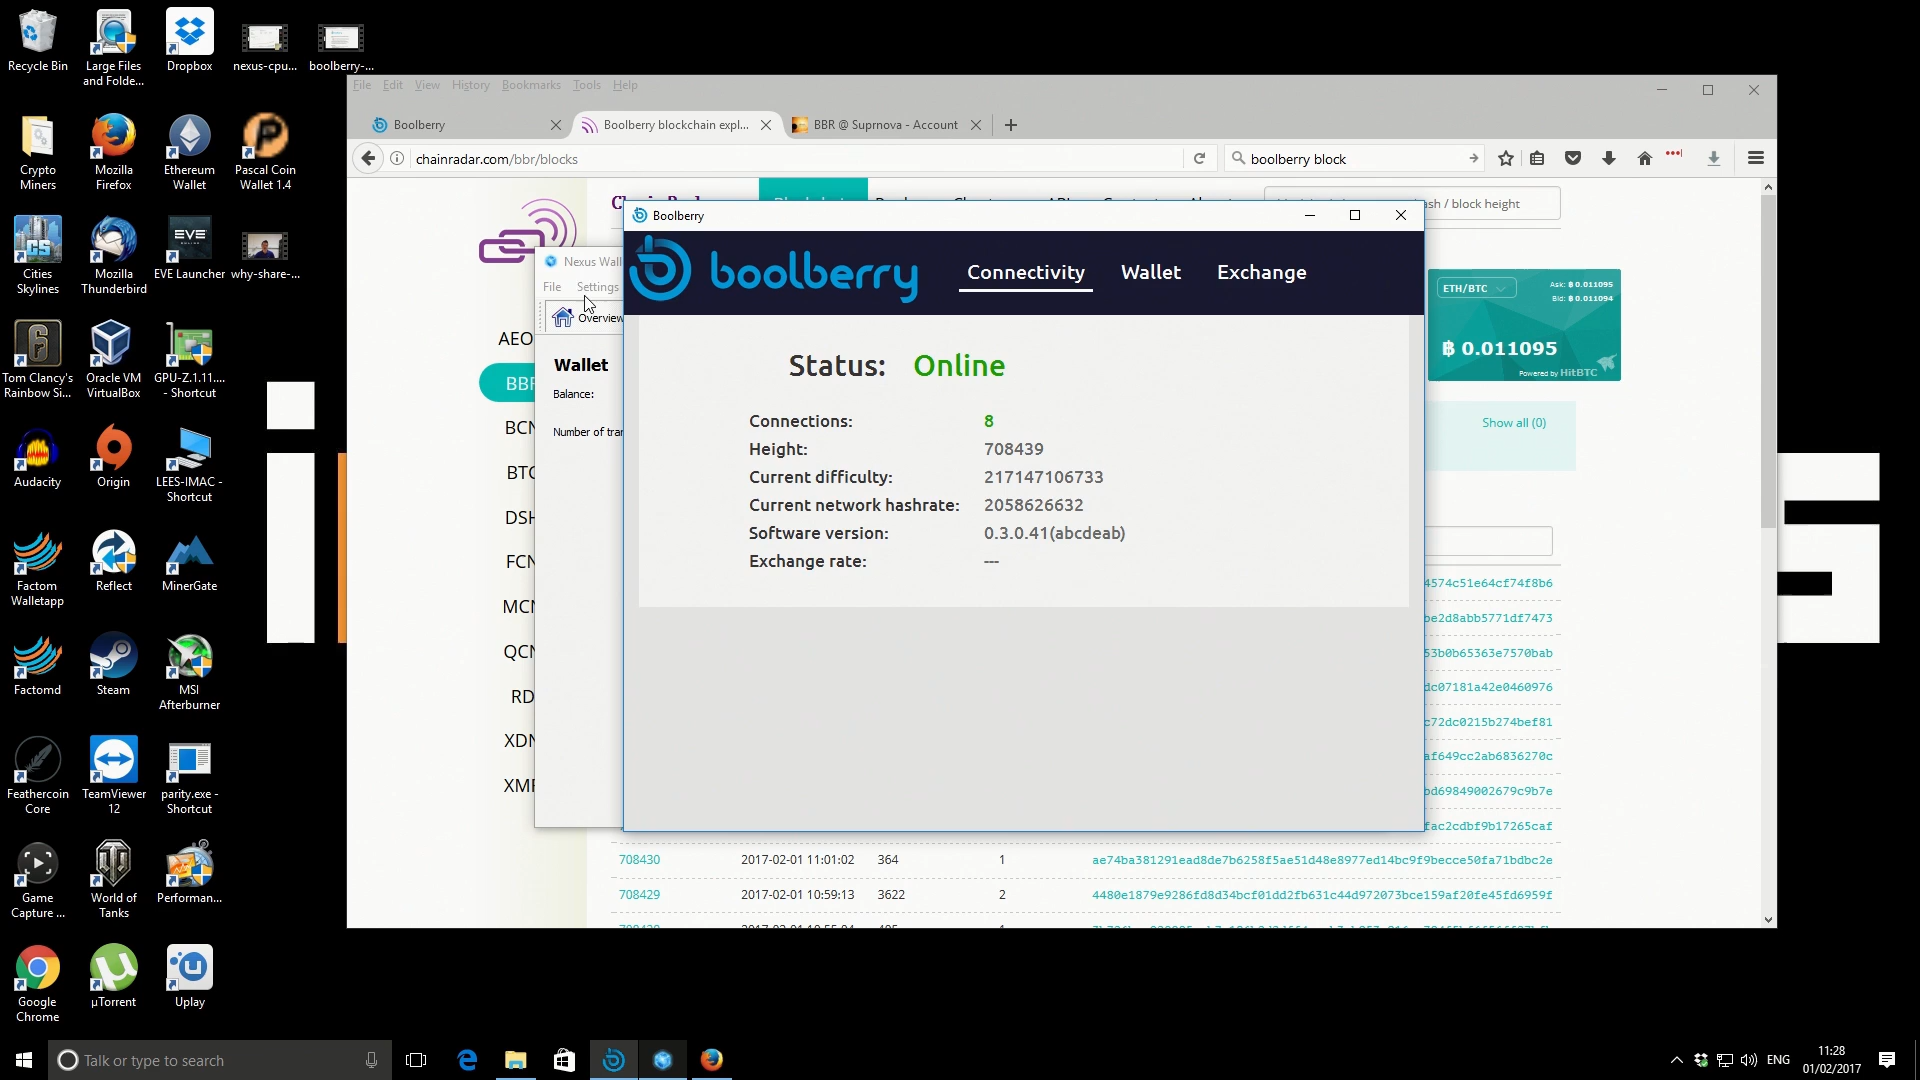 Recycle Bin
Large Files
and Folde...
Dropbox
nexus-cpu...
boolberry-...
Crypto
Miners
Mozilla
Firefox
Ethereum
Wallet
Pascal Coin
Wallet 1.4
Cities
Skylines
Mozilla
Thunderbird
EVE
EVE Launcher
why-share-...
Tom Clancy's
Rainbow Si...
Oracle VM
VirtualBox
GPU-Z.1.11....
- Shortcut
Audacity
Origin
LEES-IMAC -
Shortcut
Factom
Walletapp
Reflect
MinerGate
Factomd
Steam
MSI
Afterburner
Feathercoin
Core
TeamViewer
12
parity.exe -
Shortcut
Game
Capture ...
World of
Tanks
Performan...
Google
Chrome
µTorrent
Uplay
File Edit View History Bookmarks Tools Help
Boolberry
Boolberry blockchain expl...
BBR @ Suprnova - Account
chainradar.com/bbr/blocks
boolberry block
ash / block height
ETH/BTC
Ask: ฿ 0.011095
Bid: ฿ 0.011094
฿ 0.011095
Powered by HitBTC
Show all (0)
AEO
BBR
BCN
BTC
DSH
FCN
MCN
QCN
RD
XDN
XMR
Nexus Wall
File Settings
Overview
Wallet
Balance:
Number of tran
Boolberry
boolberry
Connectivity Wallet Exchange
Status: Online
Connections: 8
Height: 708439
Current difficulty: 217147106733
Current network hashrate: 2058626632
Software version: 0.3.0.41(abcdeab)
Exchange rate: ---
4574c51e64cf74f8b6
be2d8abb5771df7473
53b0b65363e7570bab
dc07181a42e0460976
c72dc0215b274bef81
af649cc2ab6836270c
bd69849002679c9b7e
fac2cdbf9b17265caf
708430 2017-02-01 11:01:02 364 1 ae74ba381291ead8de7b6258f5ae51d48e8977ed14bc9f9becce50fa71bdbc2e
708429 2017-02-01 10:59:13 3622 2 4480e1879e9286fd8d34bcf01dd2fb631c44d972073bce159af20fe45fd6959f
Talk or type to search
ENG
11:28
01/02/2017